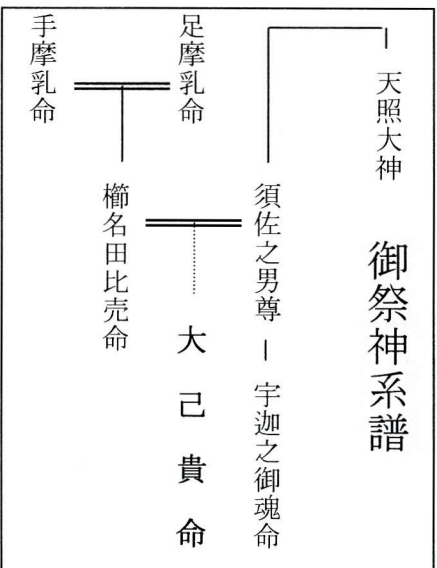 御祭神系譜
天照大神
須佐之男尊
宇迦之御魂命
大己貴命
櫛名田比売命
足摩乳命
手摩乳命